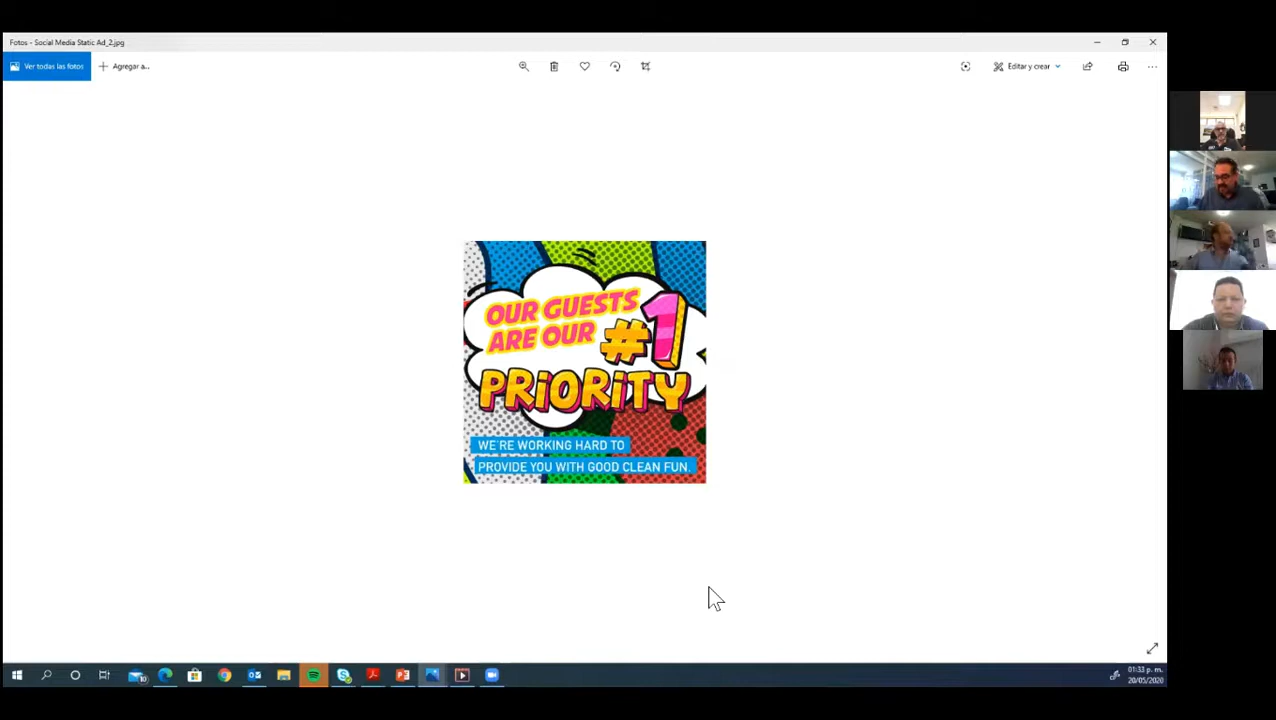 Fotos - Social Media Static Ad_2.jpg
Ver todas las fotos
Agregar a...
Editar y crear
OUR GUESTS
ARE OUR #1
PRiORiTY
WE'RE WORKING HARD TO
PROVIDE YOU WITH GOOD CLEAN FUN.
10
01:33 p. m.
20/05/2020